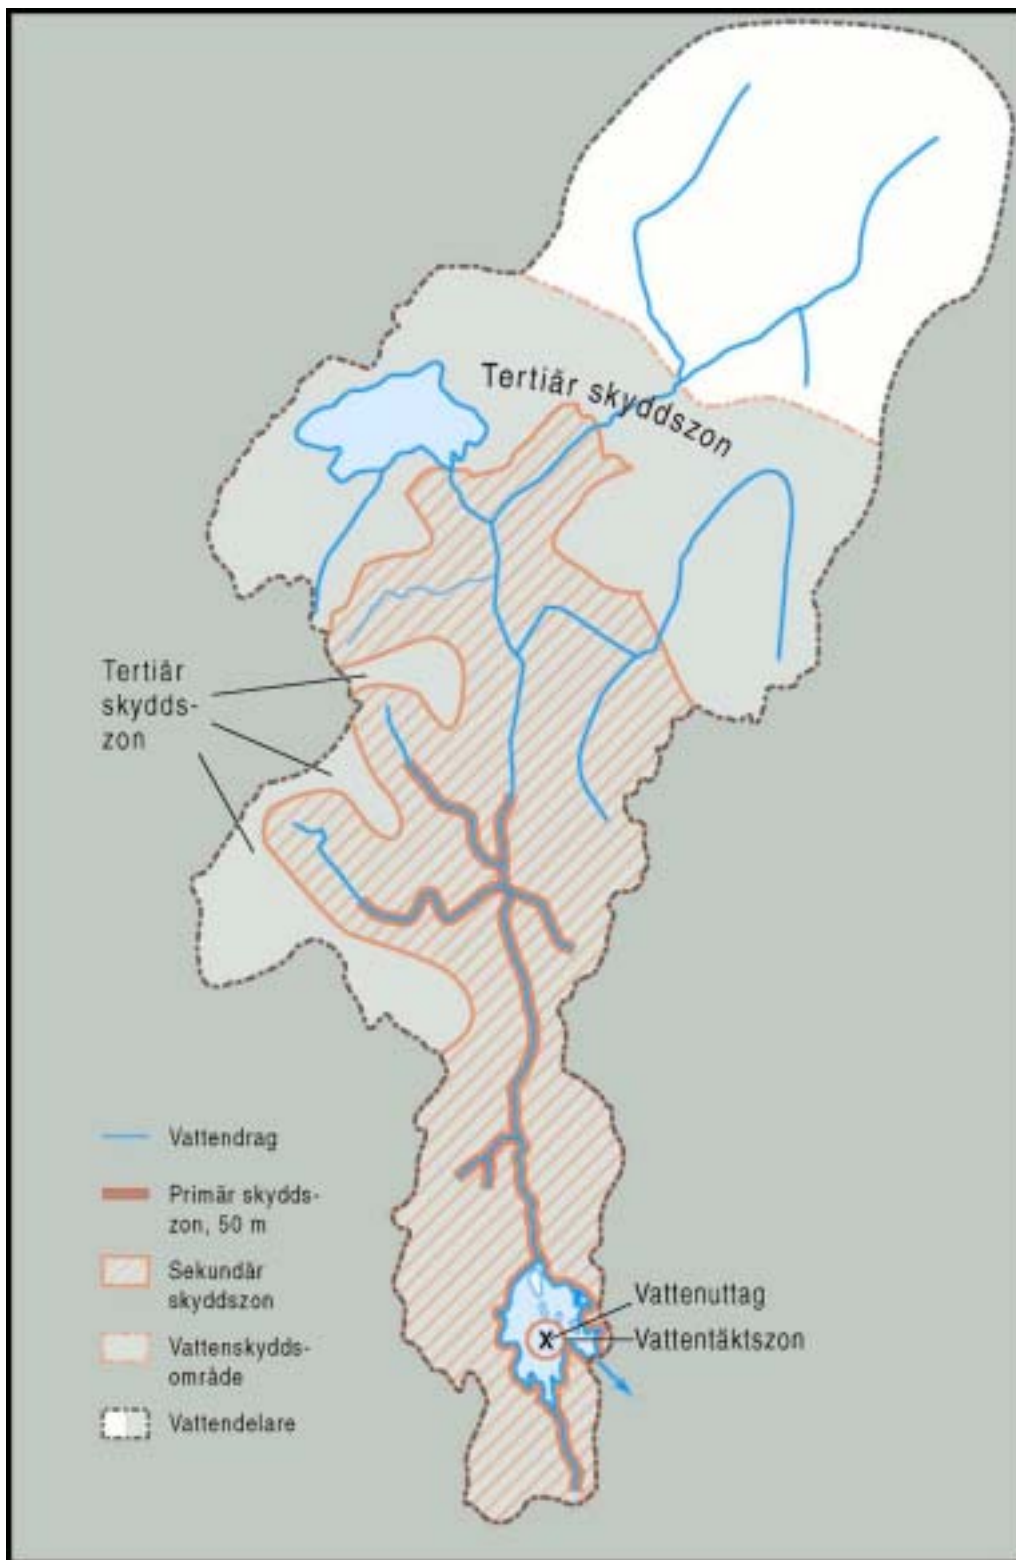 Tertiär skyddszon
Tertiär
skydds-
zon
Vattendrag
Primär skydds-
zon, 50 m
Sekundär
skyddszon
Vattenskydds-
område
Vattendelare
Vattenuttag
X
Vattentäktszon